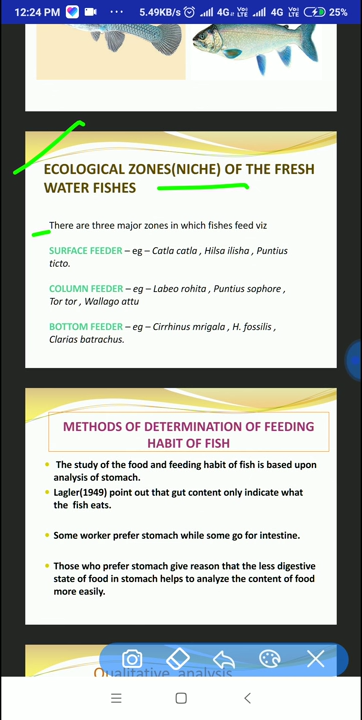 12:24 PM ... 5.49KB/s 4G Vo) LTE 4G Vo) LTE 25%
ECOLOGICAL ZONES(NICHE) OF THE FRESH
WATER FISHES
There are three major zones in which fishes feed viz
SURFACE FEEDER – eg – Catla catla , Hilsa ilisha , Puntius
ticto.
COLUMN FEEDER – eg – Labeo rohita , Puntius sophore ,
Tor tor , Wallago attu
BOTTOM FEEDER – eg – Cirrhinus mrigala , H. fossilis ,
Clarias batrachus.
METHODS OF DETERMINATION OF FEEDING
HABIT OF FISH
The study of the food and feeding habit of fish is based upon
analysis of stomach.
Lagler(1949) point out that gut content only indicate what
the fish eats.
Some worker prefer stomach while some go for intestine.
Those who prefer stomach give reason that the less digestive
state of food in stomach helps to analyze the content of food
more easily.
Qualitative analysis